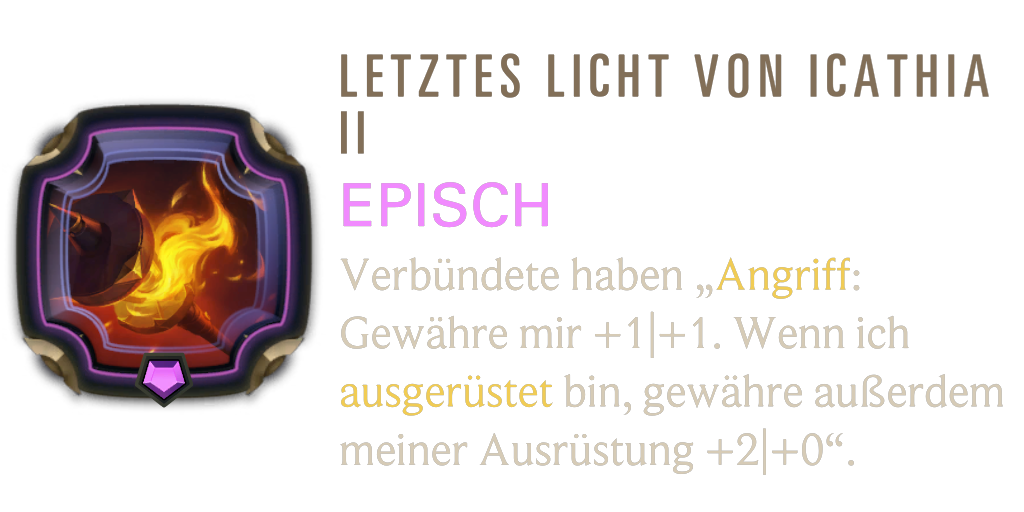 LETZTES LICHT VON ICATHIA
II
EPISCH
Verbündete haben „Angriff:
Gewähre mir +1|+1. Wenn ich
ausgerüstet bin, gewähre außerdem
meiner Ausrüstung +2|+0“.